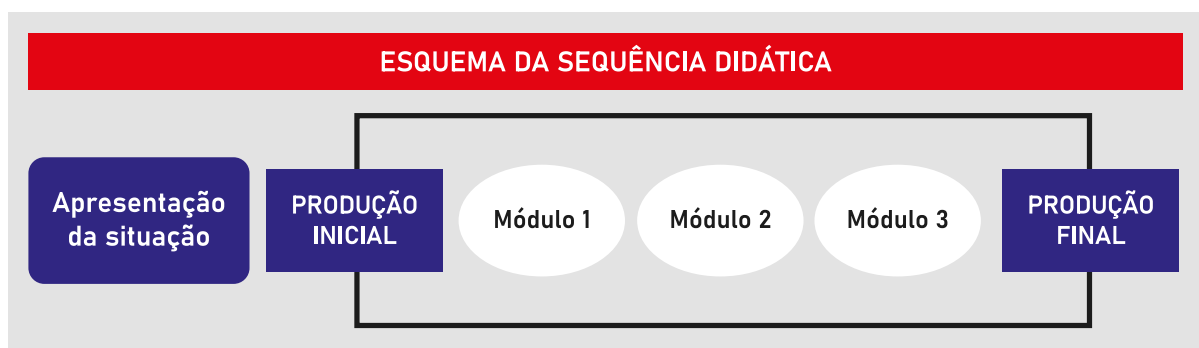 ESQUEMA DA SEQUÊNCIA DIDÁTICA
Apresentação
da situação
PRODUÇÃO
INICIAL
Módulo 1
Módulo 2
Módulo 3
PRODUÇÃO
FINAL